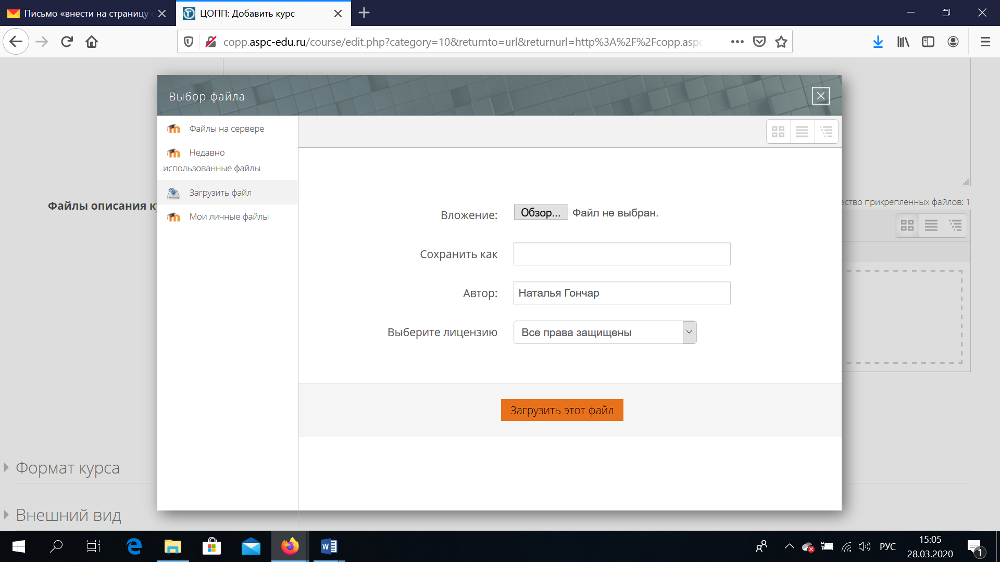 Письмо «внести на страницу
ЦОПП: Добавить курс
copp.aspc-edu.ru/course/edit.php?category=10&returnto=url&returnurl=http%3A%2F%2Fcopp.aspc
Выбор файла
Файлы на сервере
Недавно
использованные файлы
Загрузить файл
Мои личные файлы
Файлы описания
прикрепленных файлов: 1
Вложение:
Обзор... Файл не выбран.
Сохранить как
Автор:
Наталья Гончар
Выберите лицензию
Все права защищены
Загрузить этот файл
Формат курса
Внешний вид
РУС
15:05
28.03.2020
1